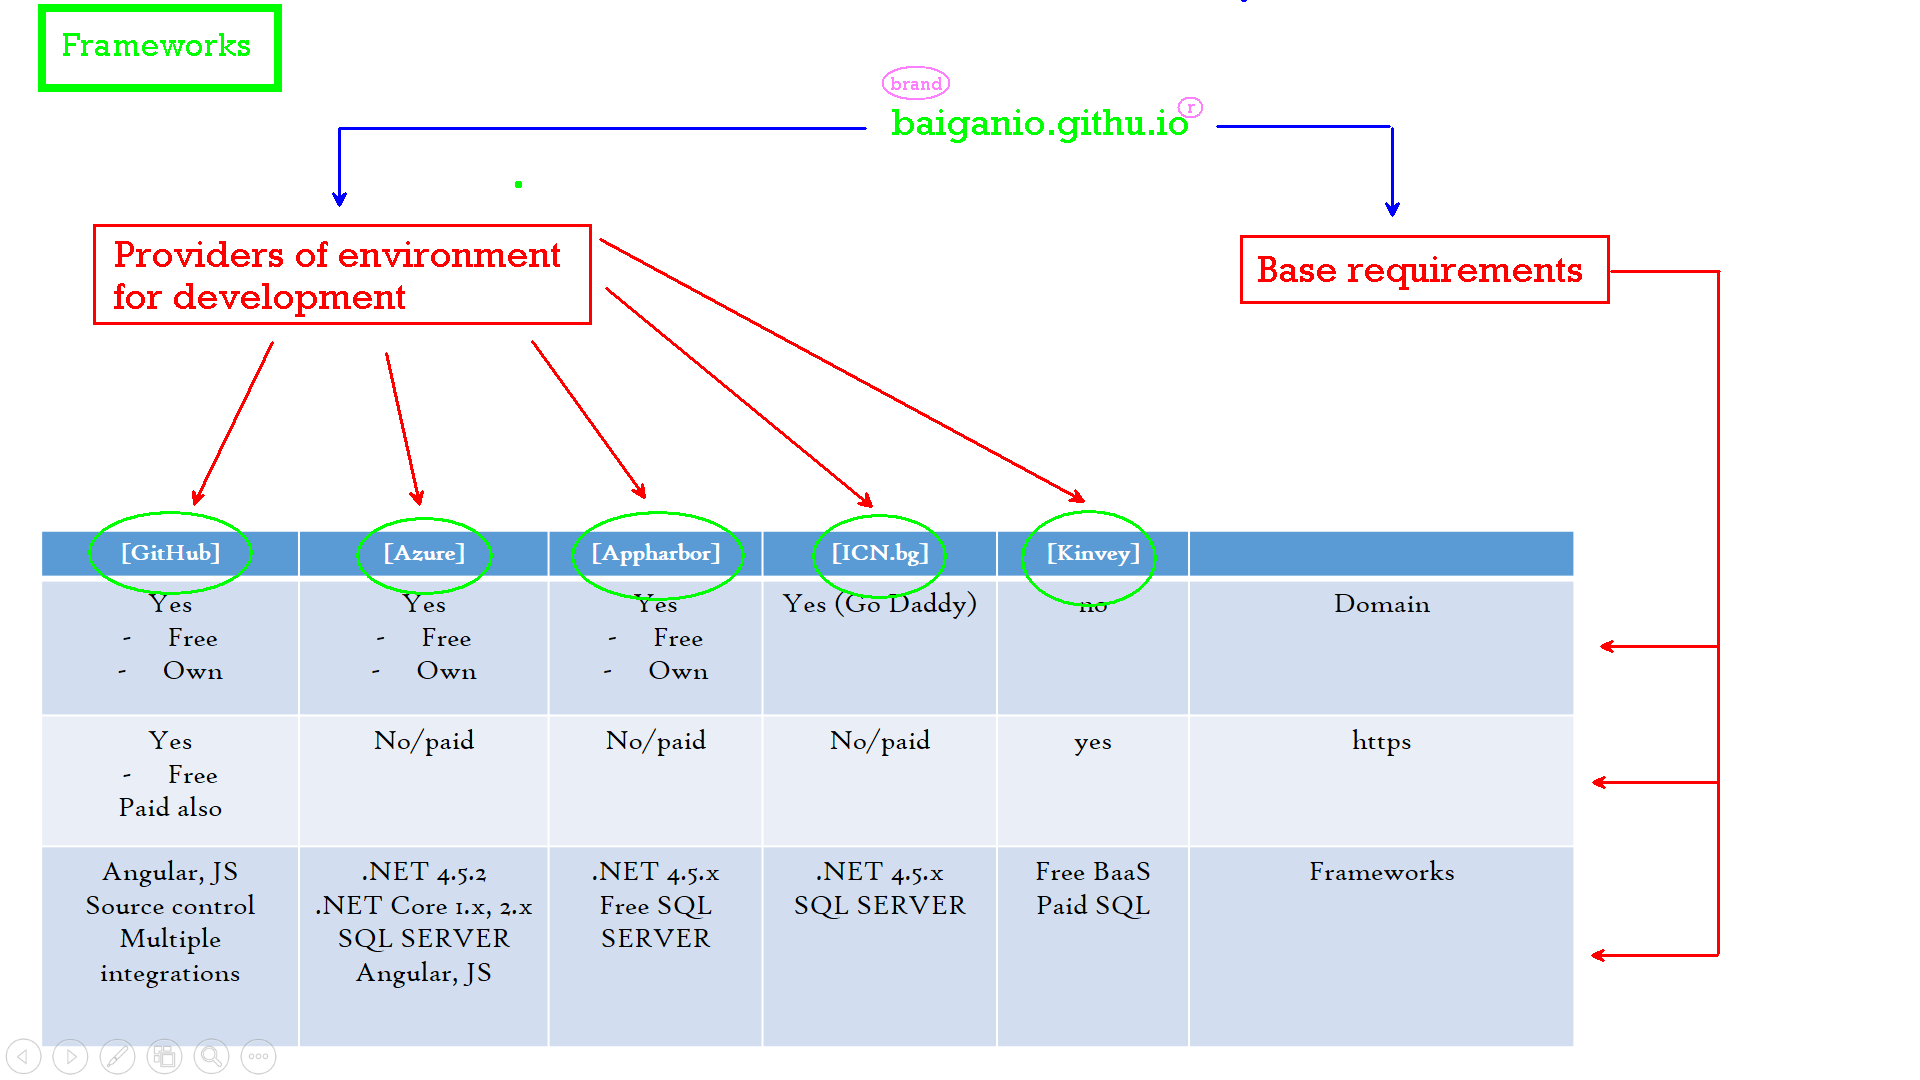 Frameworks
brand
baiganio.githu.io
r
Providers of environment
for development
Base requirements
[GitHub]
[Azure]
[Appharbor]
[ICN.bg]
[Kinvey]
Yes
- Free
- Own
Yes
- Free
- Own
Yes
- Free
- Own
Yes (Go Daddy)
no
Domain
Yes
- Free
Paid also
No/paid
No/paid
No/paid
yes
https
Angular, JS
Source control
Multiple
integrations
.NET 4.5.2
.NET Core 1.x, 2.x
SQL SERVER
Angular, JS
.NET 4.5.x
Free SQL
SERVER
.NET 4.5.x
SQL SERVER
Free BaaS
Paid SQL
Frameworks